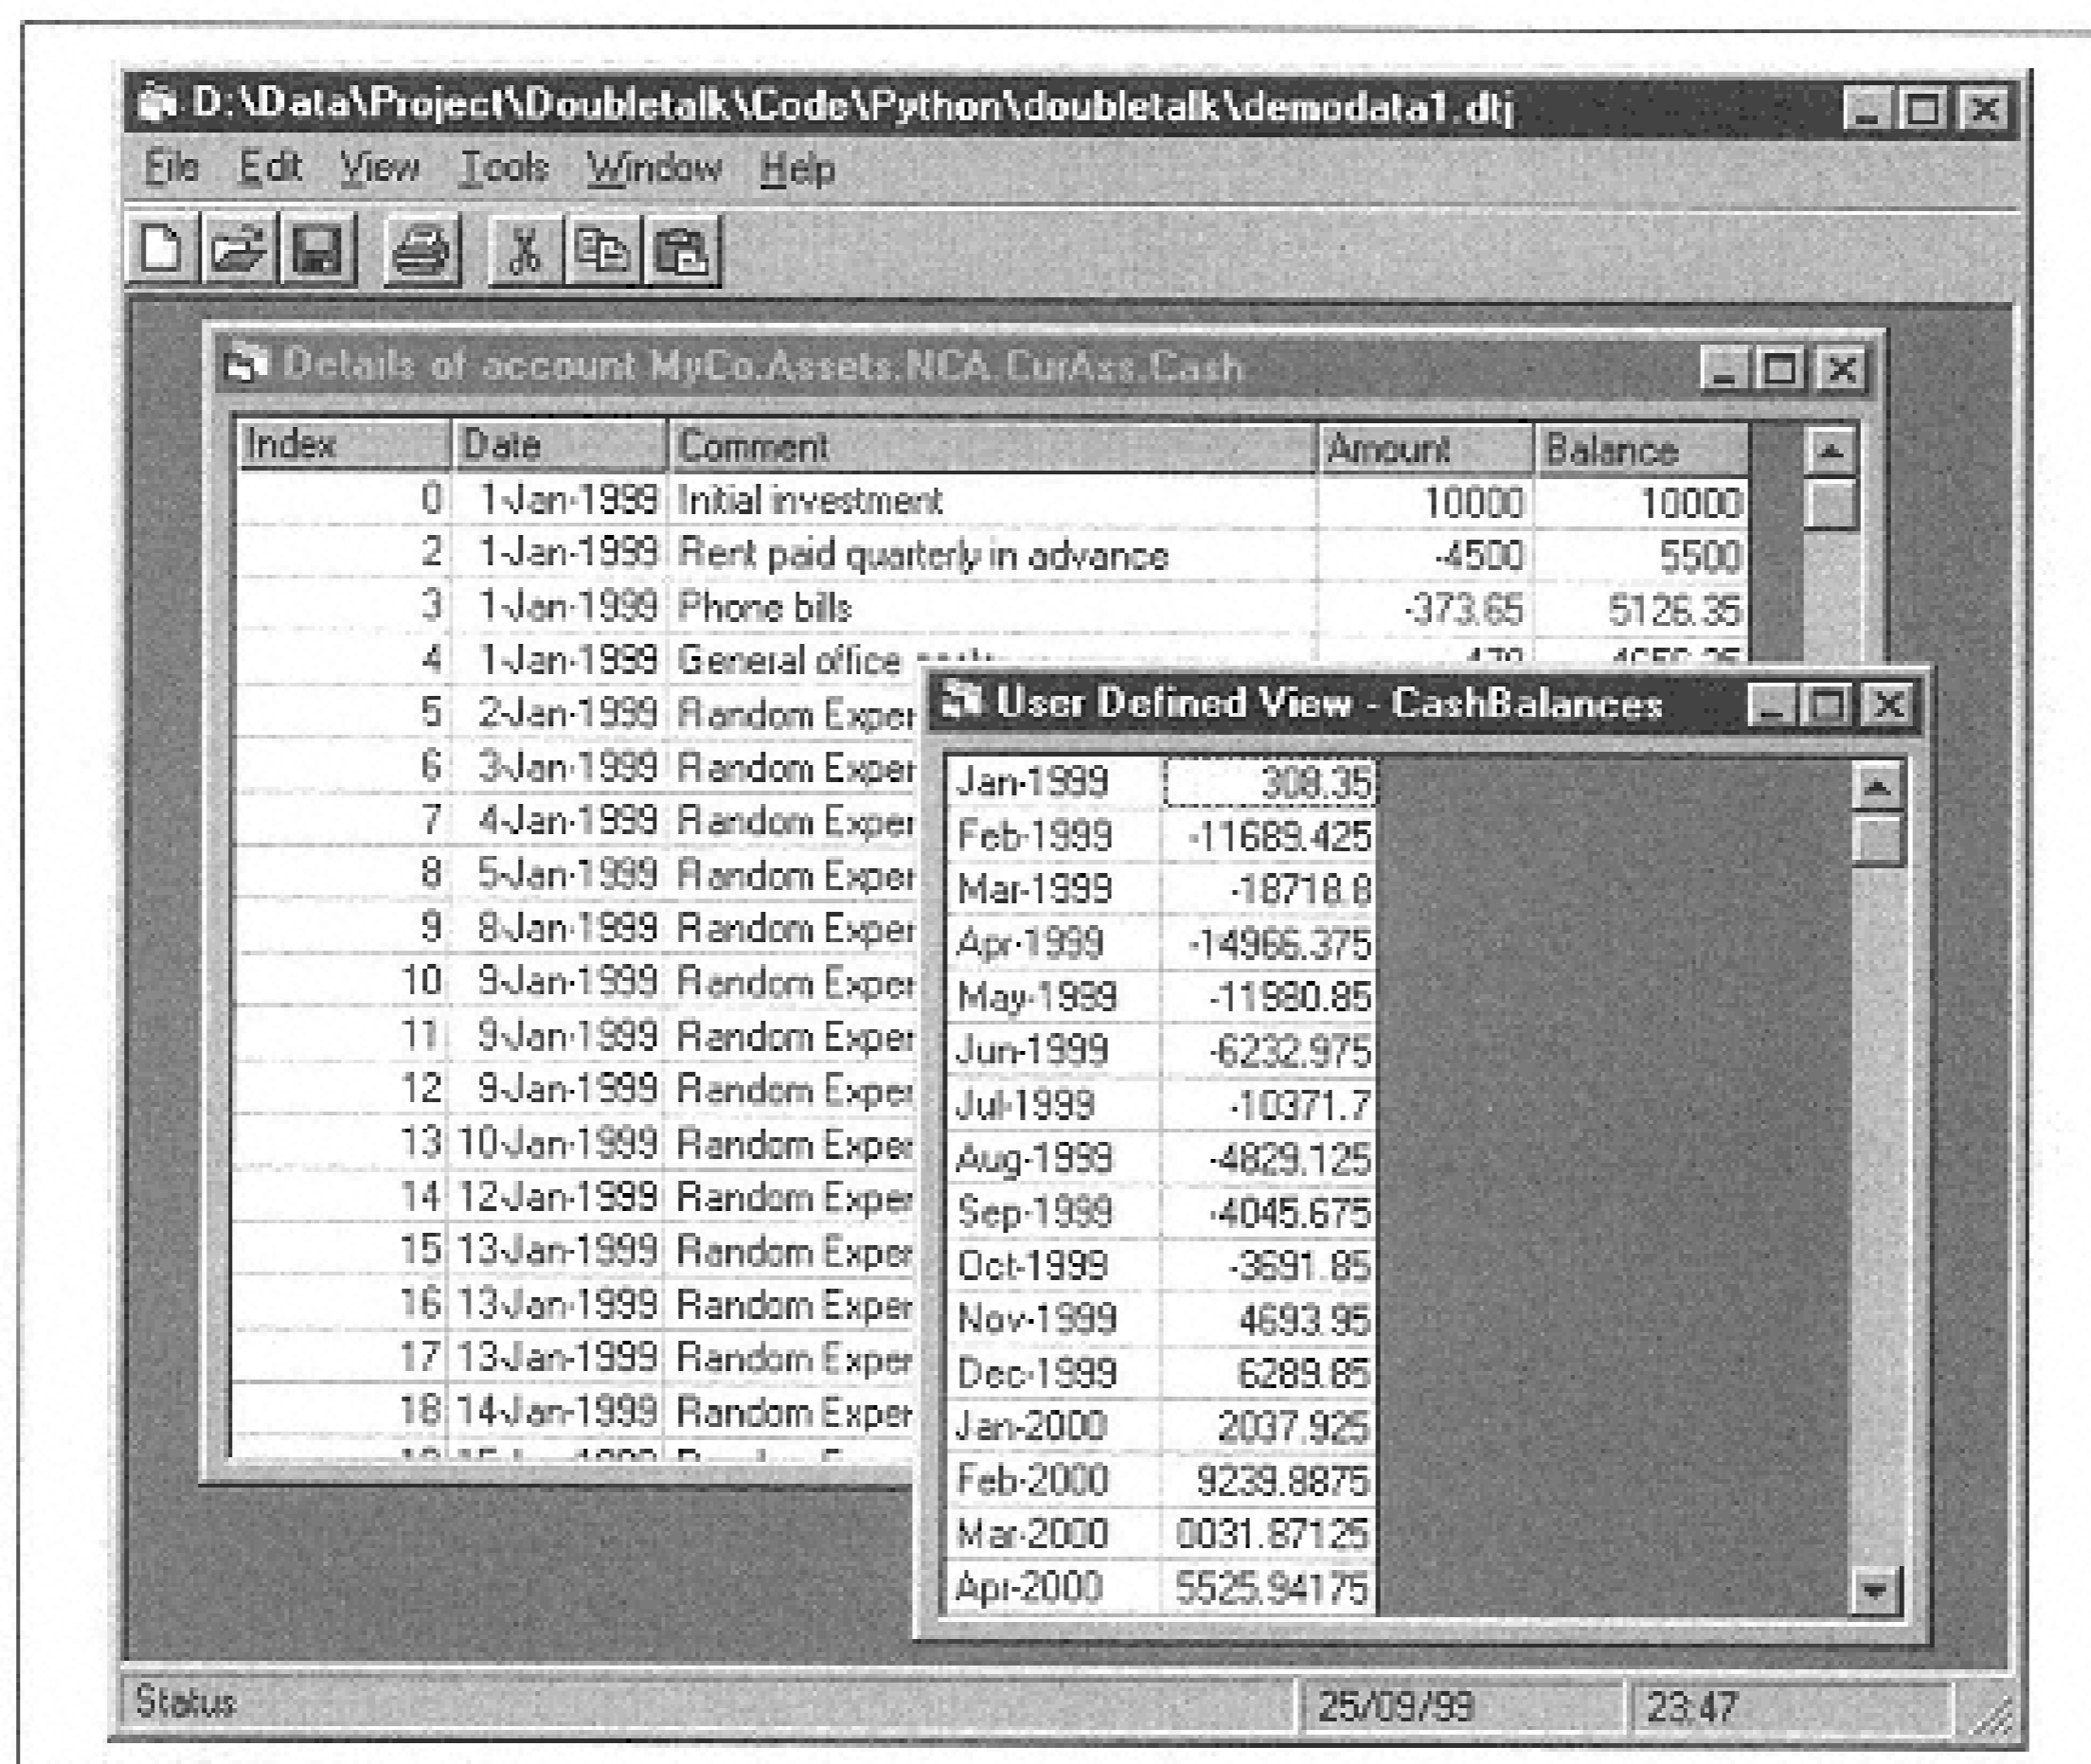 D:\Data\Project\Doubletalk\Code\Python\doubletalk\demodata1.dtj
File Edit View Tools Window Help
Details of account MyCo.Assets.NCA.CurAss.Cash
Index Date Comment Amount Balance
0 1-Jan-1999 Initial investment 10000 10000
2 1-Jan-1999 Rent paid quarterly in advance -4500 5500
3 1-Jan-1999 Phone bills -373.65 5126.35
4 1-Jan-1999 General office
5 2-Jan-1999 Random Exper
6 3-Jan-1999 Random Exper
7 4-Jan-1999 Random Exper
8 5-Jan-1999 Random Exper
9 8-Jan-1999 Random Exper
10 9-Jan-1999 Random Exper
11 9-Jan-1999 Random Exper
12 9-Jan-1999 Random Exper
13 10-Jan-1999 Random Exper
14 12-Jan-1999 Random Exper
15 13-Jan-1999 Random Exper
16 13-Jan-1999 Random Exper
17 13-Jan-1999 Random Exper
18 14-Jan-1999 Random Exper
User Defined View - CashBalances
Jan-1999 308.35
Feb-1999 -11689.425
Mar-1999 -18718.8
Apr-1999 -14966.375
May-1999 -11980.85
Jun-1999 -6232.975
Jul-1999 -10371.7
Aug-1999 -4829.125
Sep-1999 -4045.675
Oct-1999 -3691.85
Nov-1999 4693.95
Dec-1999 6289.85
Jan-2000 2037.925
Feb-2000 9239.8875
Mar-2000 0031.87125
Apr-2000 5525.94175
Status 25/09/99 23:47